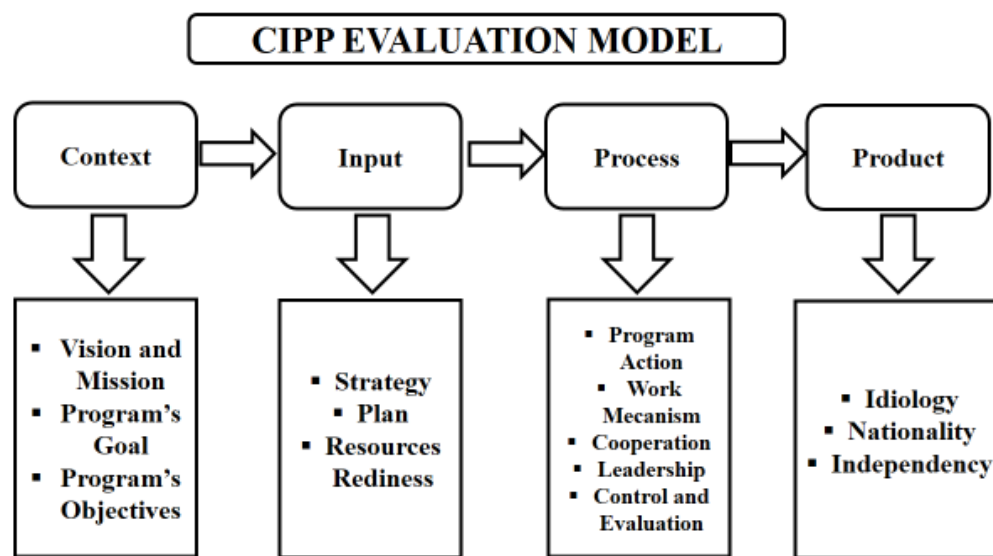 CIPP EVALUATION MODEL
Context
Input
Process
Product
▪ Vision and
Mission
▪ Program's
Goal
▪ Program's
Objectives
▪ Strategy
▪ Plan
▪ Resources
Rediness
▪ Program
Action
▪ Work
Mecanism
▪ Cooperation
▪ Leadership
▪ Control and
Evaluation
▪ Idiology
▪ Nationality
▪ Independency